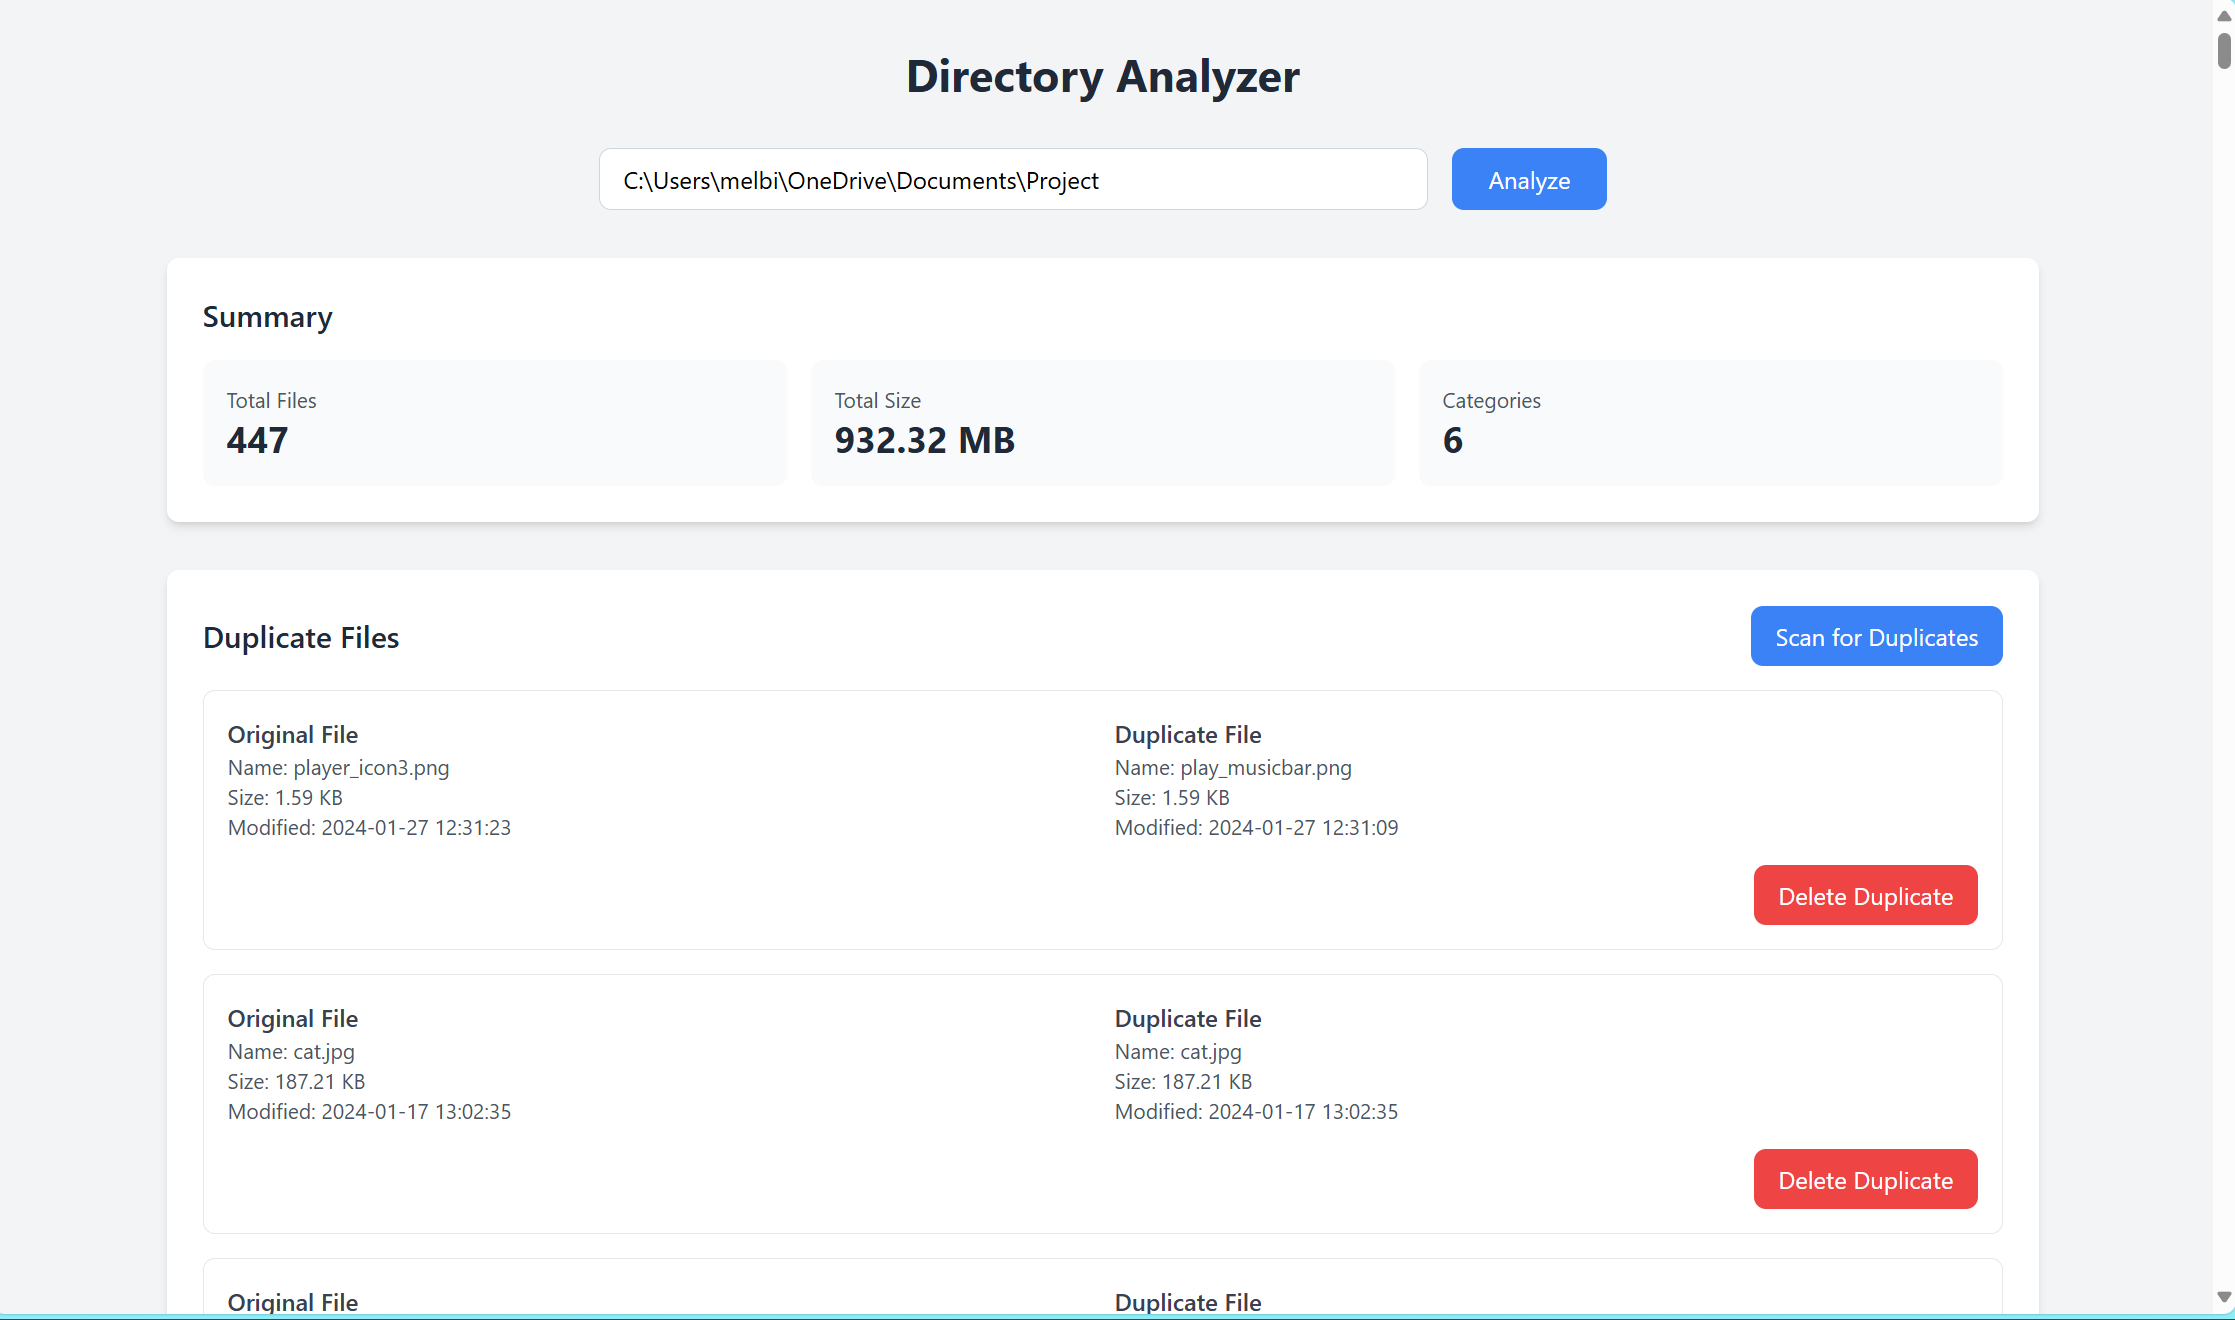 Directory Analyzer
C:\Users\melbi\OneDrive\Documents\Project
Analyze
Summary
Total Files
447
Total Size
932.32 MB
Categories
6
Duplicate Files
Scan for Duplicates
Original File
Name: player_icon3.png
Size: 1.59 KB
Modified: 2024-01-27 12:31:23
Duplicate File
Name: play_musicbar.png
Size: 1.59 KB
Modified: 2024-01-27 12:31:09
Delete Duplicate
Original File
Name: cat.jpg
Size: 187.21 KB
Modified: 2024-01-17 13:02:35
Duplicate File
Name: cat.jpg
Size: 187.21 KB
Modified: 2024-01-17 13:02:35
Delete Duplicate
Original File
Duplicate File